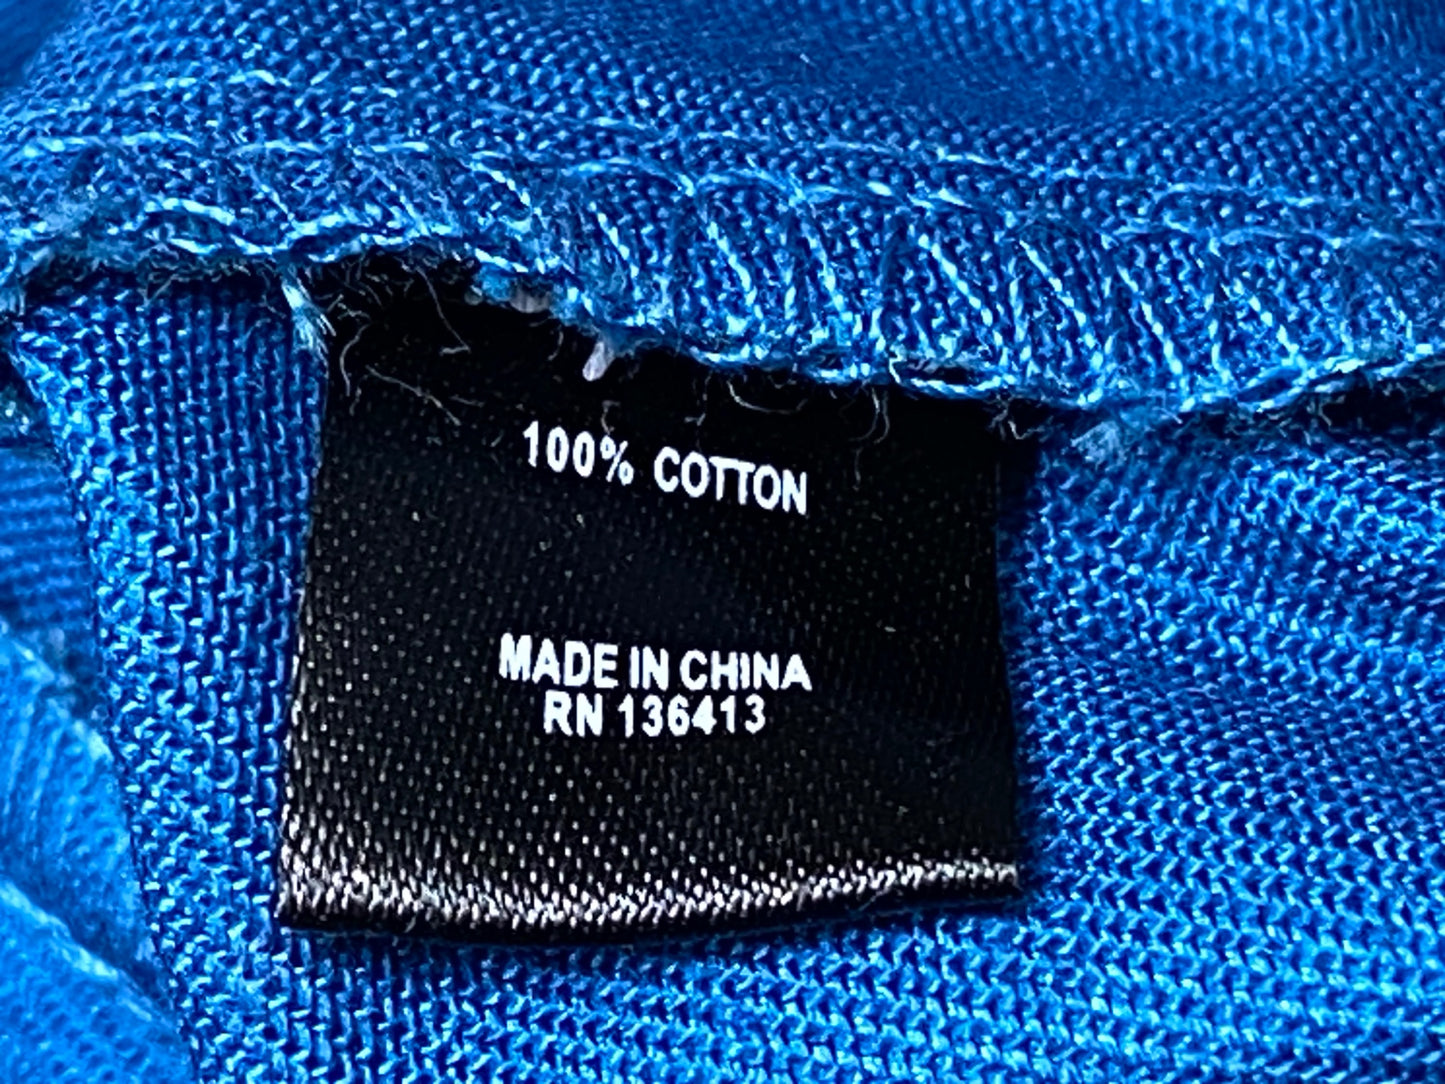 100% COTTON
MADE IN CHINA
RN 136413